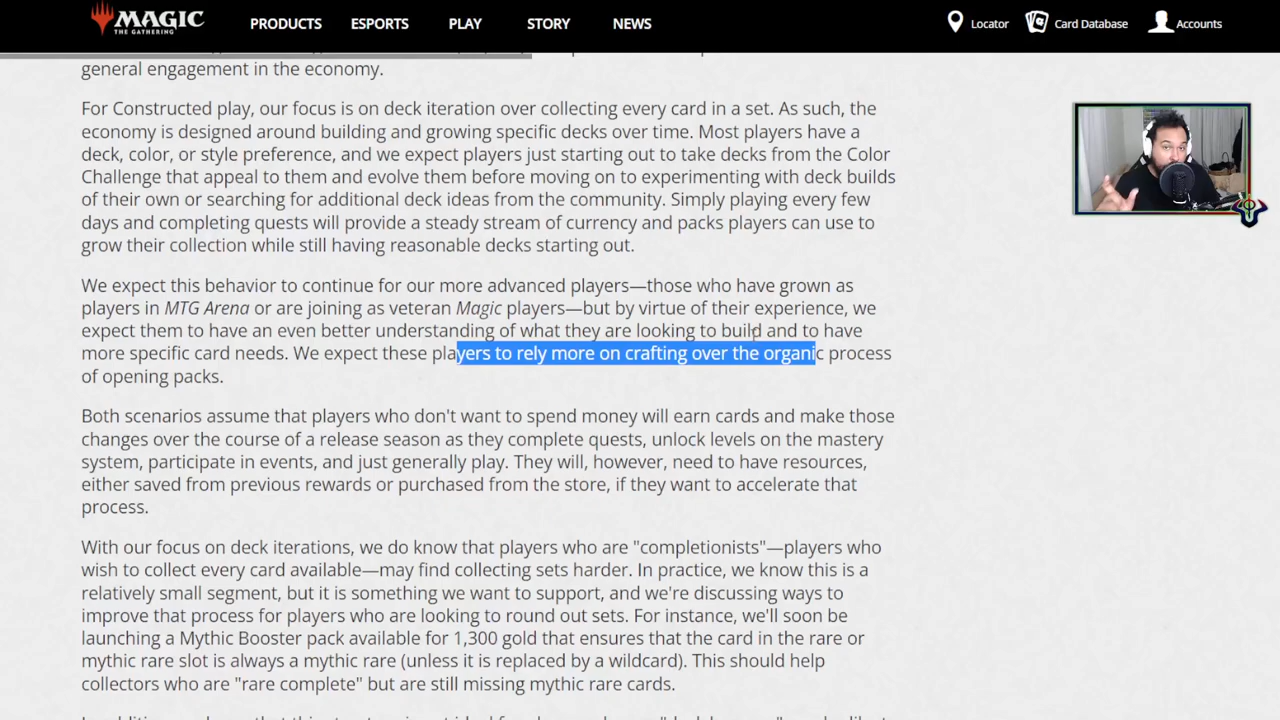 MAGIC
THE GATHERING
PRODUCTS
ESPORTS
PLAY
STORY
NEWS
Locator
Card Database
Accounts
general engagement in the economy.
For Constructed play, our focus is on deck iteration over collecting every card in a set. As such, the
economy is designed around building and growing specific decks over time. Most players have a
deck, color, or style preference, and we expect players just starting out to take decks from the Color
Challenge that appeal to them and evolve them before moving on to experimenting with deck builds
of their own or searching for additional deck ideas from the community. Simply playing every few
days and completing quests will provide a steady stream of currency and packs players can use to
grow their collection while still having reasonable decks starting out.
We expect this behavior to continue for our more advanced players—those who have grown as
players in MTG Arena or are joining as veteran Magic players—but by virtue of their experience, we
expect them to have an even better understanding of what they are looking to build and to have
more specific card needs. We expect these players to rely more on crafting over the organic process
of opening packs.
Both scenarios assume that players who don't want to spend money will earn cards and make those
changes over the course of a release season as they complete quests, unlock levels on the mastery
system, participate in events, and just generally play. They will, however, need to have resources,
either saved from previous rewards or purchased from the store, if they want to accelerate that
process.
With our focus on deck iterations, we do know that players who are "completionists"—players who
wish to collect every card available—may find collecting sets harder. In practice, we know this is a
relatively small segment, but it is something we want to support, and we're discussing ways to
improve that process for players who are looking to round out sets. For instance, we'll soon be
launching a Mythic Booster pack available for 1,300 gold that ensures that the card in the rare or
mythic rare slot is always a mythic rare (unless it is replaced by a wildcard). This should help
collectors who are "rare complete" but are still missing mythic rare cards.